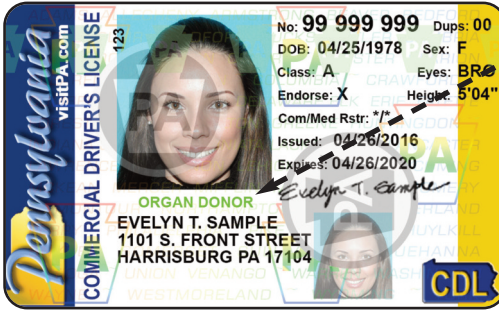 Pennsylvania
visitPA.com
COMMERCIAL DRIVER'S LICENSE
123
No: 99 999 999 Dups: 00
DOB: 04/25/1978 Sex: F
Class: A Eyes: BRO
Endorse: X Height: 5'04"
Com/Med Rstr: */*
Issued: 04/26/2016
Expires: 04/26/2020
Evelyn T. Sample
ORGAN DONOR
EVELYN T. SAMPLE
1101 S. FRONT STREET
HARRISBURG PA 17104
PA
UNION VENANGO
WESTMORELAND
CDL